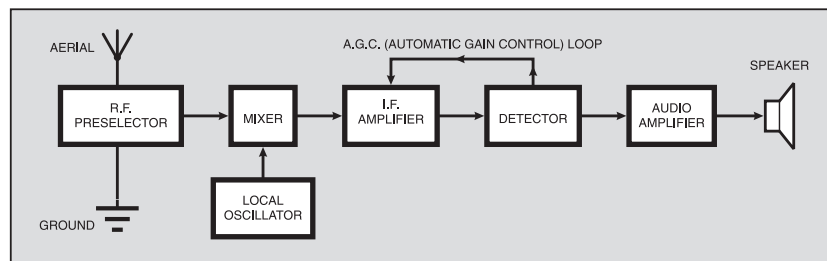 AERIAL
A.G.C. (AUTOMATIC GAIN CONTROL) LOOP
SPEAKER
R.F.
PRESELECTOR
MIXER
I.F.
AMPLIFIER
DETECTOR
AUDIO
AMPLIFIER
LOCAL
OSCILLATOR
GROUND